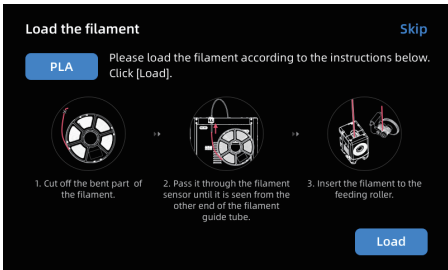 Load the filament
Skip
PLA
Please load the filament according to the instructions below.
Click [Load].
1. Cut off the bent part of
the filament.
2. Pass it through the filament
sensor until it is seen from the
other end of the filament
guide tube.
3. Insert the filament to the
feeding roller.
Load